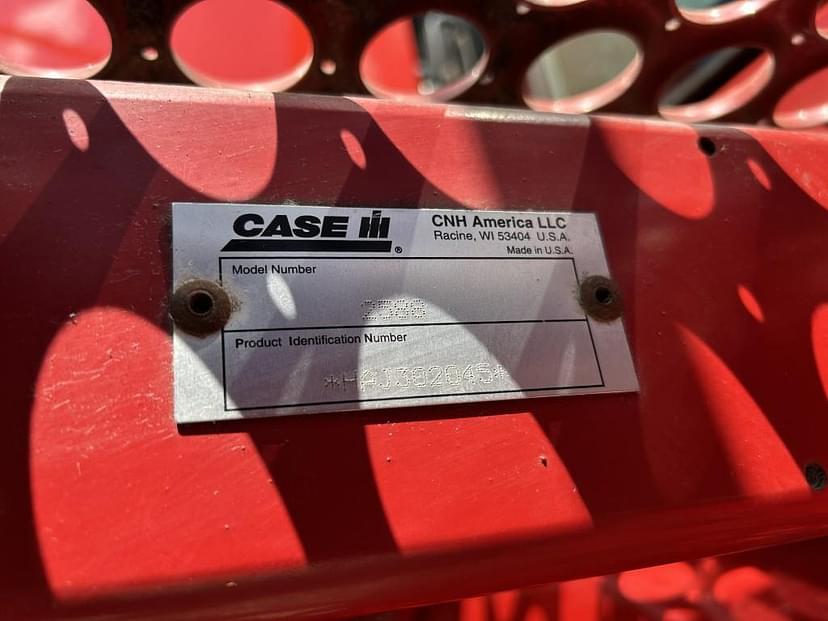 CASE IH®
CNH America LLC
Racine, WI 53404 U.S.A.
Made in U.S.A.
Model Number
2588
Product Identification Number
*HAJ302045*